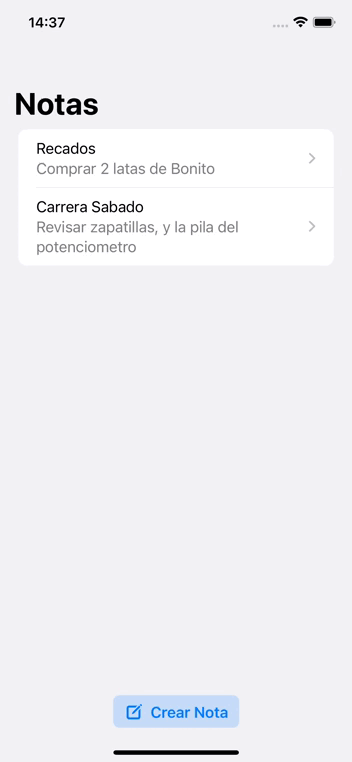 14:37
Notas
Recados
Comprar 2 latas de Bonito
Carrera Sabado
Revisar zapatillas, y la pila del
potenciometro
Crear Nota